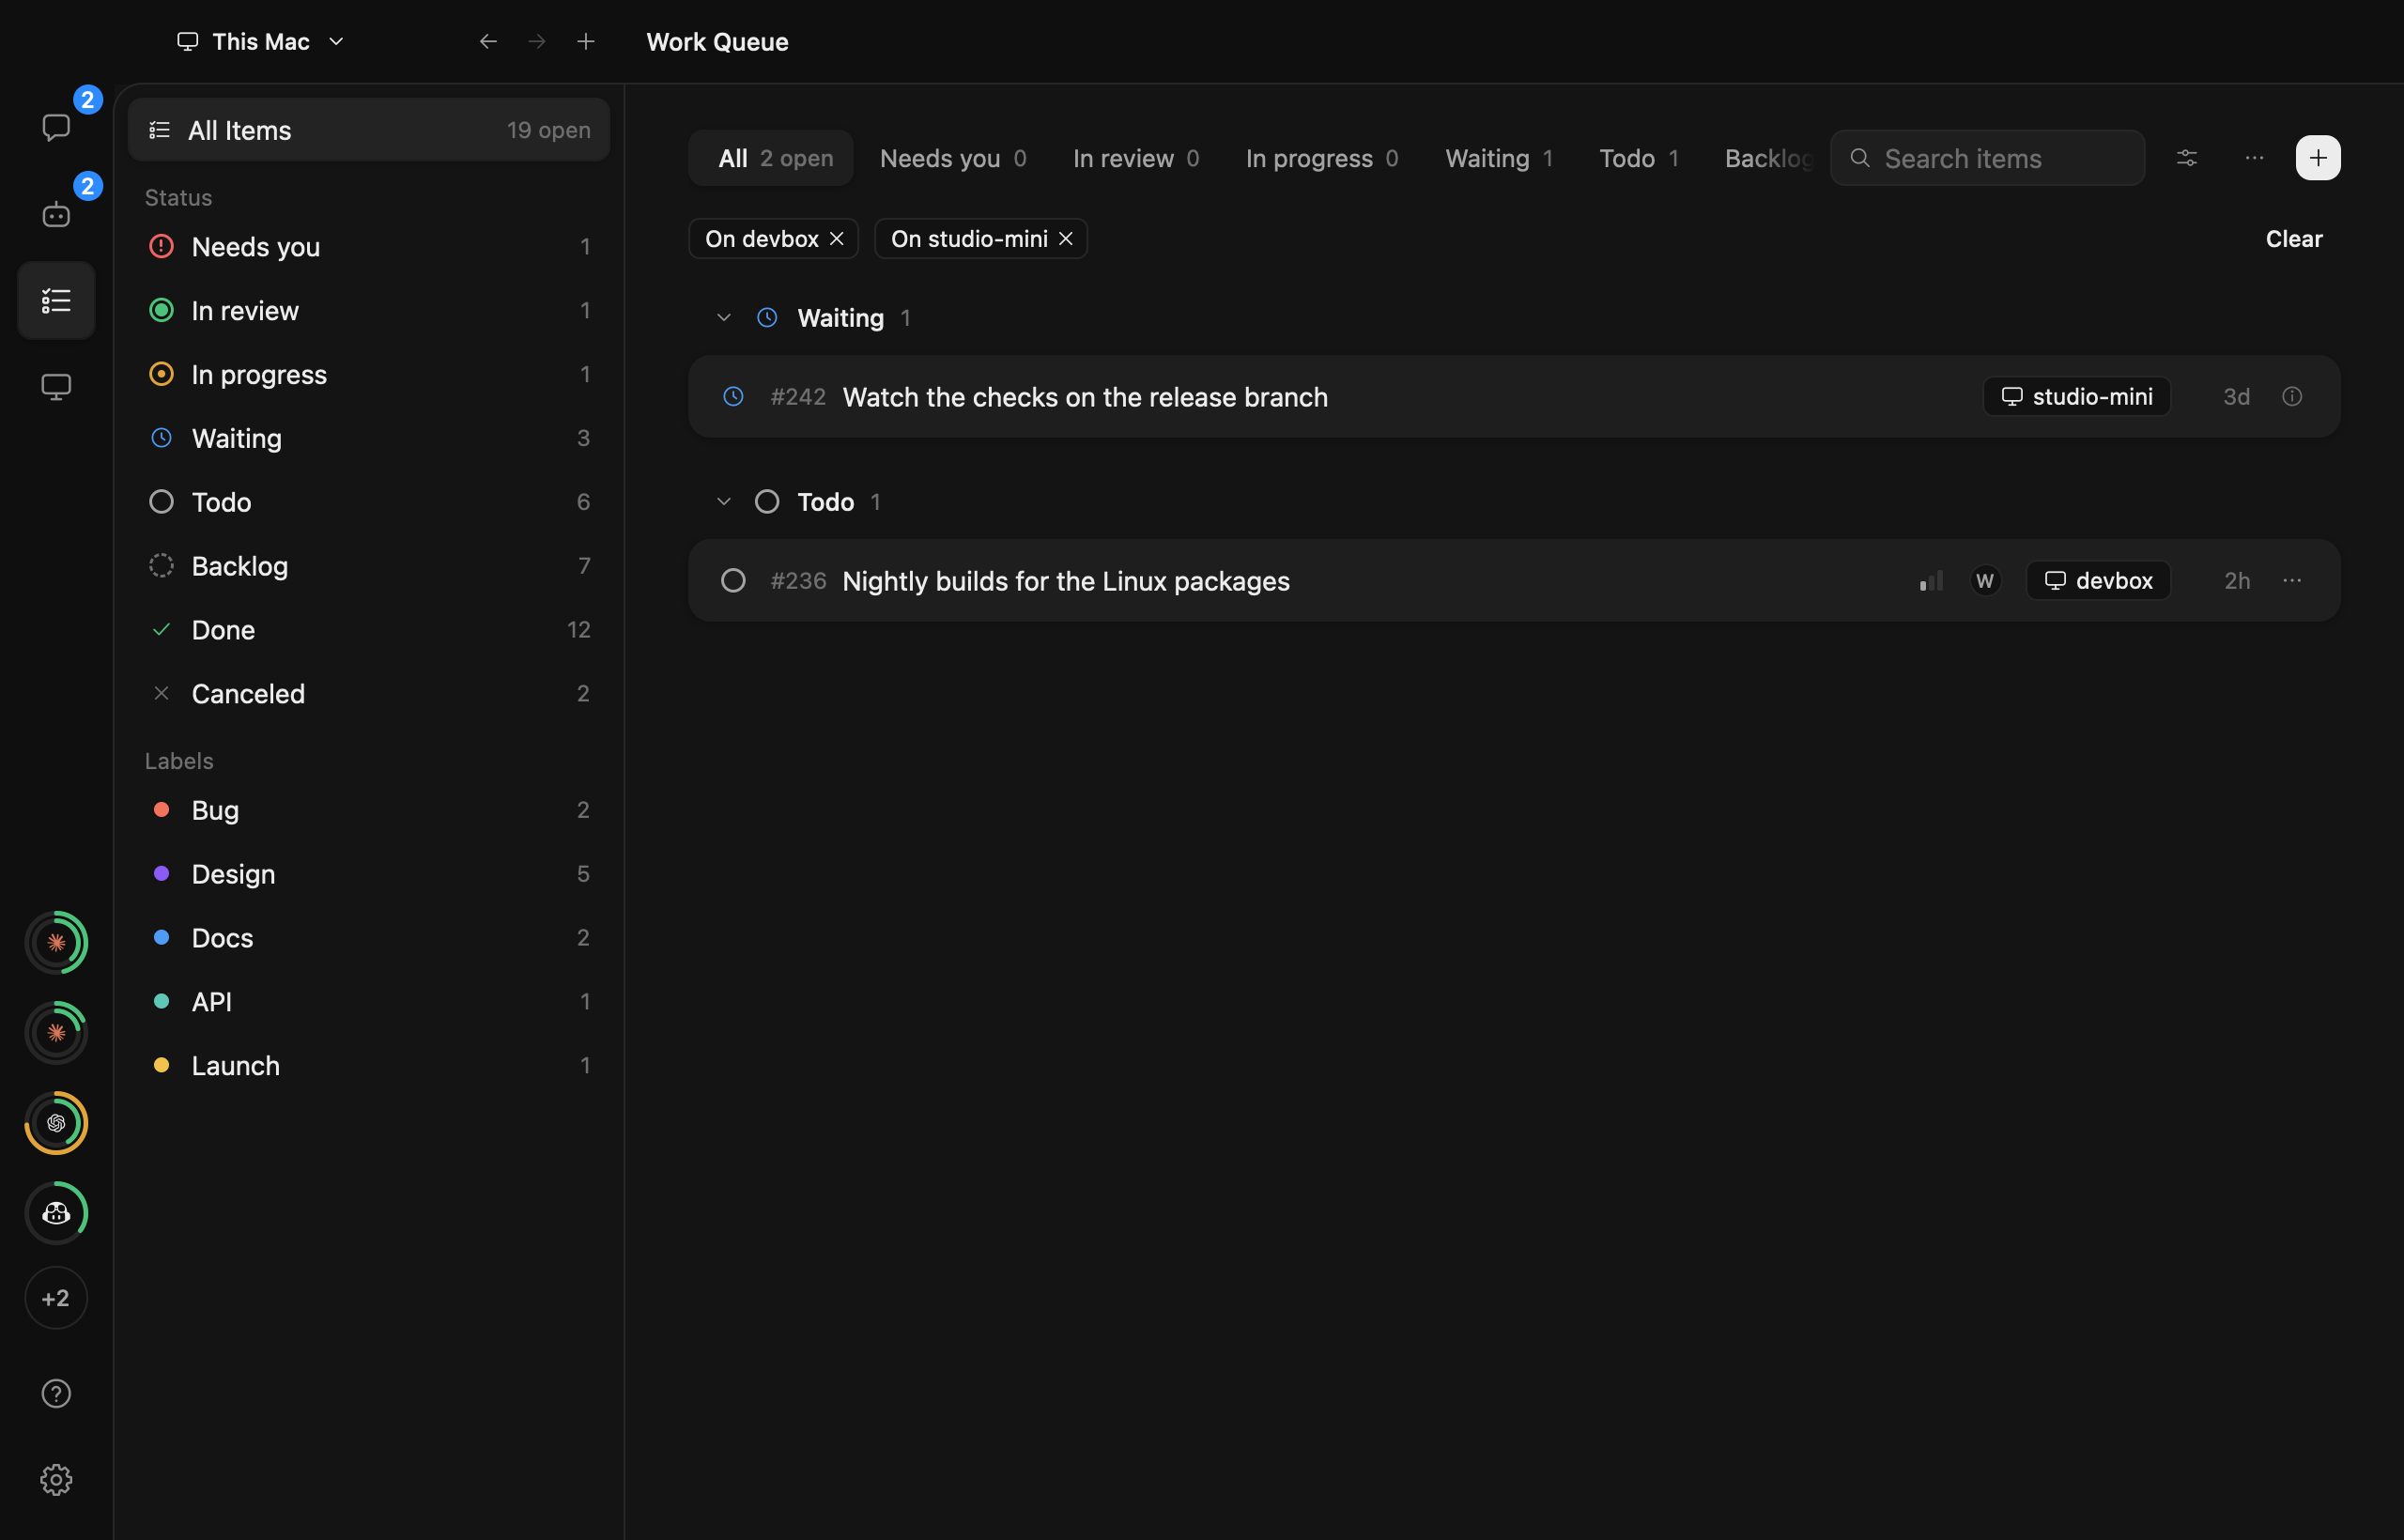 This Mac
Work Queue
2
2
All Items 19 open
Status
Needs you 1
In review 1
In progress 1
Waiting 3
Todo 6
Backlog 7
Done 12
Canceled 2
Labels
Bug 2
Design 5
Docs 2
API 1
Launch 1
+2
All 2 open Needs you 0 In review 0 In progress 0 Waiting 1 Todo 1 Backlog Search items
On devbox On studio-mini Clear
Waiting 1
#242 Watch the checks on the release branch studio-mini 3d
Todo 1
#236 Nightly builds for the Linux packages W devbox 2h